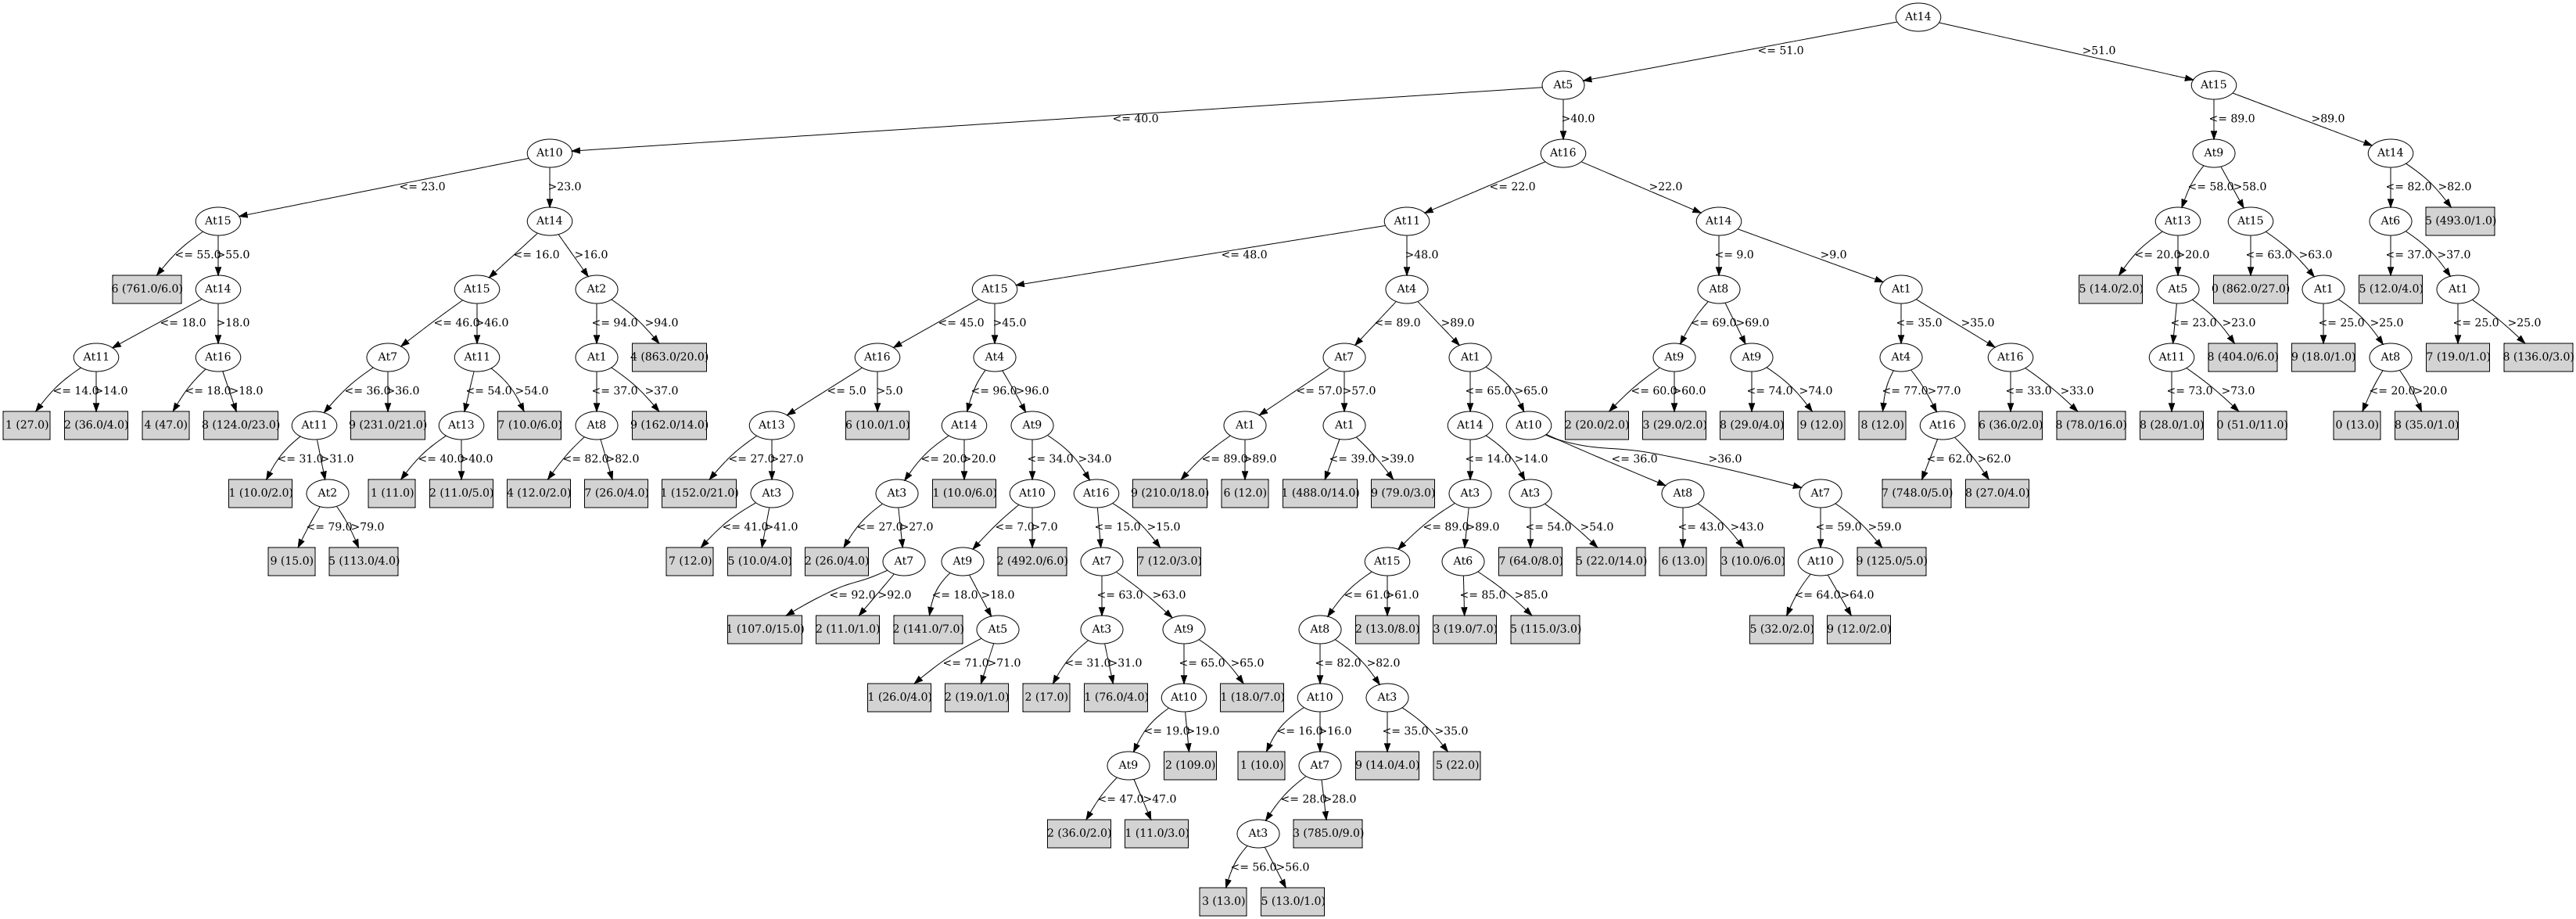 At14
<= 51.0 >51.0
At5 At15
<= 40.0 >40.0 <= 89.0 >89.0
At10 At16 At9 At14
<= 23.0 >23.0 <= 22.0 >22.0 <= 58.0 >58.0 <= 82.0 >82.0
At15 At14 At11 At14 At13 At15 At6 5 (493.0/1.0)
<= 55.0 >55.0 <= 16.0 >16.0 <= 48.0 >48.0 <= 9.0 >9.0 <= 20.0 >20.0 <= 63.0 >63.0 <= 37.0 >37.0
6 (761.0/6.0) At14 At15 At2 At15 At4 At8 At1 5 (14.0/2.0) At5 0 (862.0/27.0) At1 5 (12.0/4.0) At1
<= 18.0 >18.0 <= 46.0 >46.0 <= 94.0 >94.0 <= 45.0 >45.0 <= 89.0 >89.0 <= 69.0 >69.0 <= 35.0 >35.0 <= 23.0 >23.0 <= 25.0 >25.0 <= 25.0 >25.0
At11 At16 At7 At11 At1 4 (863.0/20.0) At16 At4 At7 At1 At9 At9 At4 At16 At11 8 (404.0/6.0) 9 (18.0/1.0) At8 7 (19.0/1.0) 8 (136.0/3.0)
<= 14.0 >14.0 <= 18.0 >18.0 <= 36.0 >36.0 <= 54.0 >54.0 <= 37.0 >37.0 <= 5.0 >5.0 <= 96.0 >96.0 <= 57.0 >57.0 <= 65.0 >65.0 <= 60.0 >60.0 <= 74.0 >74.0 <= 77.0 >77.0 <= 33.0 >33.0 <= 73.0 >73.0 <= 20.0 >20.0
1 (27.0) 2 (36.0/4.0) 4 (47.0) 8 (124.0/23.0) At11 9 (231.0/21.0) At13 7 (10.0/6.0) At8 9 (162.0/14.0) At13 6 (10.0/1.0) At14 At9 At1 At1 At14 At10 2 (20.0/2.0) 3 (29.0/2.0) 8 (29.0/4.0) 9 (12.0) 8 (12.0) At16 6 (36.0/2.0) 8 (78.0/16.0) 8 (28.0/1.0) 0 (51.0/11.0) 0 (13.0) 8 (35.0/1.0)
<= 31.0 >31.0 <= 40.0 >40.0 <= 82.0 >82.0 <= 27.0 >27.0 <= 20.0 >20.0 <= 34.0 >34.0 <= 89.0 >89.0 <= 39.0 >39.0 <= 14.0 >14.0 <= 36.0 >36.0 <= 62.0 >62.0
1 (10.0/2.0) At2 1 (11.0) 2 (11.0/5.0) 4 (12.0/2.0) 7 (26.0/4.0) 1 (152.0/21.0) At3 At3 1 (10.0/6.0) At10 At16 9 (210.0/18.0) 6 (12.0) 1 (488.0/14.0) 9 (79.0/3.0) At3 At3 At8 At7 7 (748.0/5.0) 8 (27.0/4.0)
<= 79.0 >79.0 <= 41.0 >41.0 <= 27.0 >27.0 <= 7.0 >7.0 <= 15.0 >15.0 <= 89.0 >89.0 <= 54.0 >54.0 <= 43.0 >43.0 <= 59.0 >59.0
9 (15.0) 5 (113.0/4.0) 7 (12.0) 5 (10.0/4.0) 2 (26.0/4.0) At7 At9 2 (492.0/6.0) At7 7 (12.0/3.0) At15 At6 7 (64.0/8.0) 5 (22.0/14.0) 6 (13.0) 3 (10.0/6.0) At10 9 (125.0/5.0)
<= 92.0 >92.0 <= 18.0 >18.0 <= 63.0 >63.0 <= 61.0 >61.0 <= 85.0 >85.0 <= 64.0 >64.0
1 (107.0/15.0) 2 (11.0/1.0) 2 (141.0/7.0) At5 At3 At9 At8 2 (13.0/8.0) 3 (19.0/7.0) 5 (115.0/3.0) 5 (32.0/2.0) 9 (12.0/2.0)
<= 71.0 >71.0 <= 31.0 >31.0 <= 65.0 >65.0 <= 82.0 >82.0
1 (26.0/4.0) 2 (19.0/1.0) 2 (17.0) 1 (76.0/4.0) At10 1 (18.0/7.0) At10 At3
<= 19.0 >19.0 <= 16.0 >16.0 <= 35.0 >35.0
At9 2 (109.0) 1 (10.0) At7 9 (14.0/4.0) 5 (22.0)
<= 47.0 >47.0 <= 28.0 >28.0
2 (36.0/2.0) 1 (11.0/3.0) At3 3 (785.0/9.0)
<= 56.0 >56.0
3 (13.0) 5 (13.0/1.0)